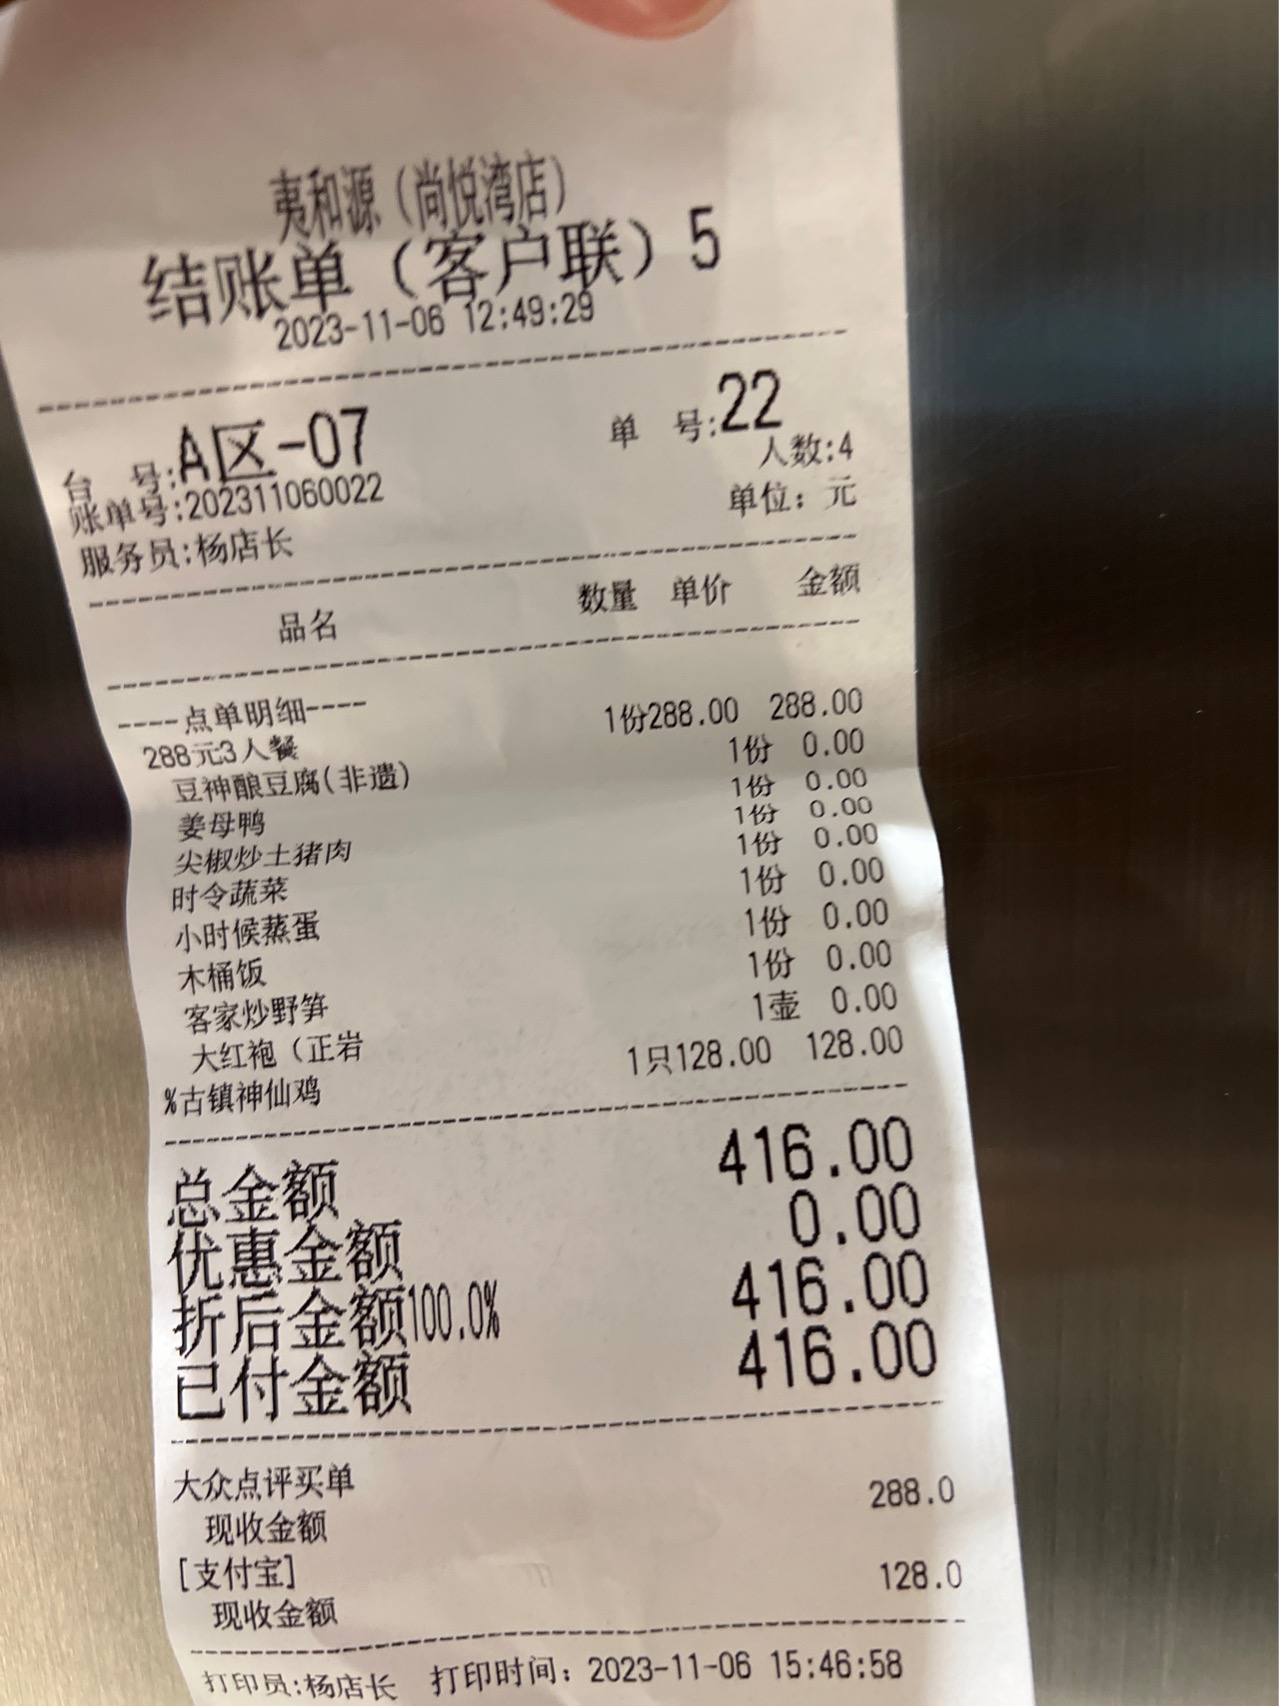 夷和源（尚悦湾店）
结账单（客户联）5
2023-11-06 12:49:29
台 号:A区-07 单 号:22
账单号:202311060022 人数:4
服务员:杨店长 单位：元
品名 数量 单价 金额
----点单明细----
288元3人餐 1份288.00 288.00
豆神酿豆腐(非遗) 1份 0.00
姜母鸭 1份 0.00
尖椒炒土猪肉 1份 0.00
时令蔬菜 1份 0.00
小时候蒸蛋 1份 0.00
木桶饭 1份 0.00
客家炒野笋 1份 0.00
大红袍（正岩 1壶 0.00
%古镇神仙鸡 1只128.00 128.00
总金额 416.00
优惠金额 0.00
折后金额100.0% 416.00
已付金额 416.00
大众点评买单
现收金额 288.0
[支付宝]
现收金额 128.0
打印员:杨店长 打印时间：2023-11-06 15:46:58